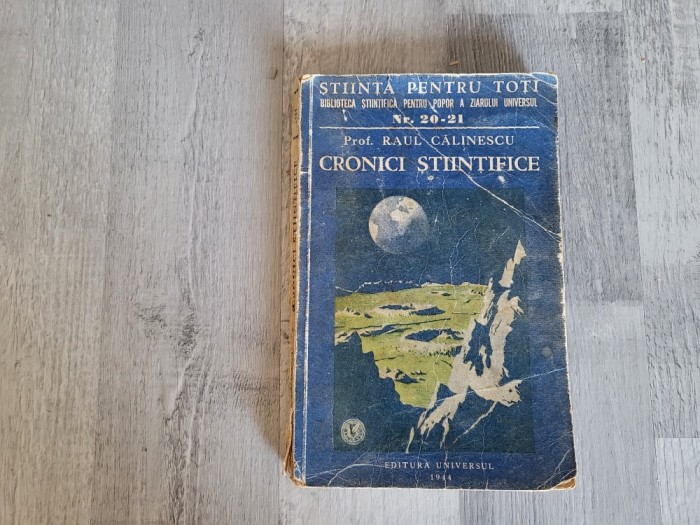 ȘTIINȚA PENTRU TOȚI
BIBLIOTECA ȘTIINȚIFICĂ PENTRU POPOR A ZIARULUI UNIVERSUL
Nr. 20-21
Prof. RAUL CĂLINESCU
CRONICI ȘTIINȚIFICE
EDITURA UNIVERSUL
1944